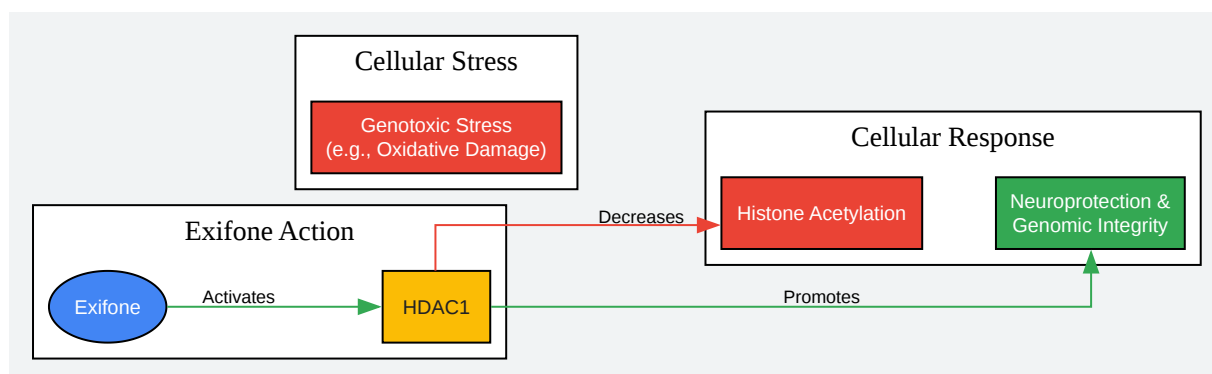 Cellular Stress
Genotoxic Stress
(e.g., Oxidative Damage)
Cellular Response
Histone Acetylation
Neuroprotection &
Genomic Integrity
Decreases
Exifone Action
Exifone
Activates
HDAC1
Promotes